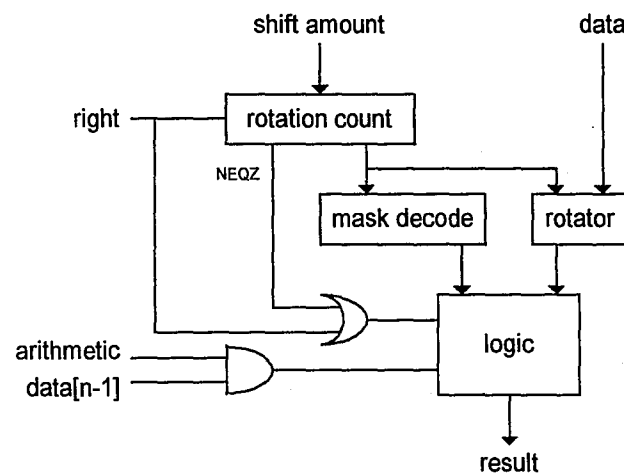 shift amount
data
right
rotation count
NEQZ
mask decode
rotator
logic
arithmetic
data[n-1]
result